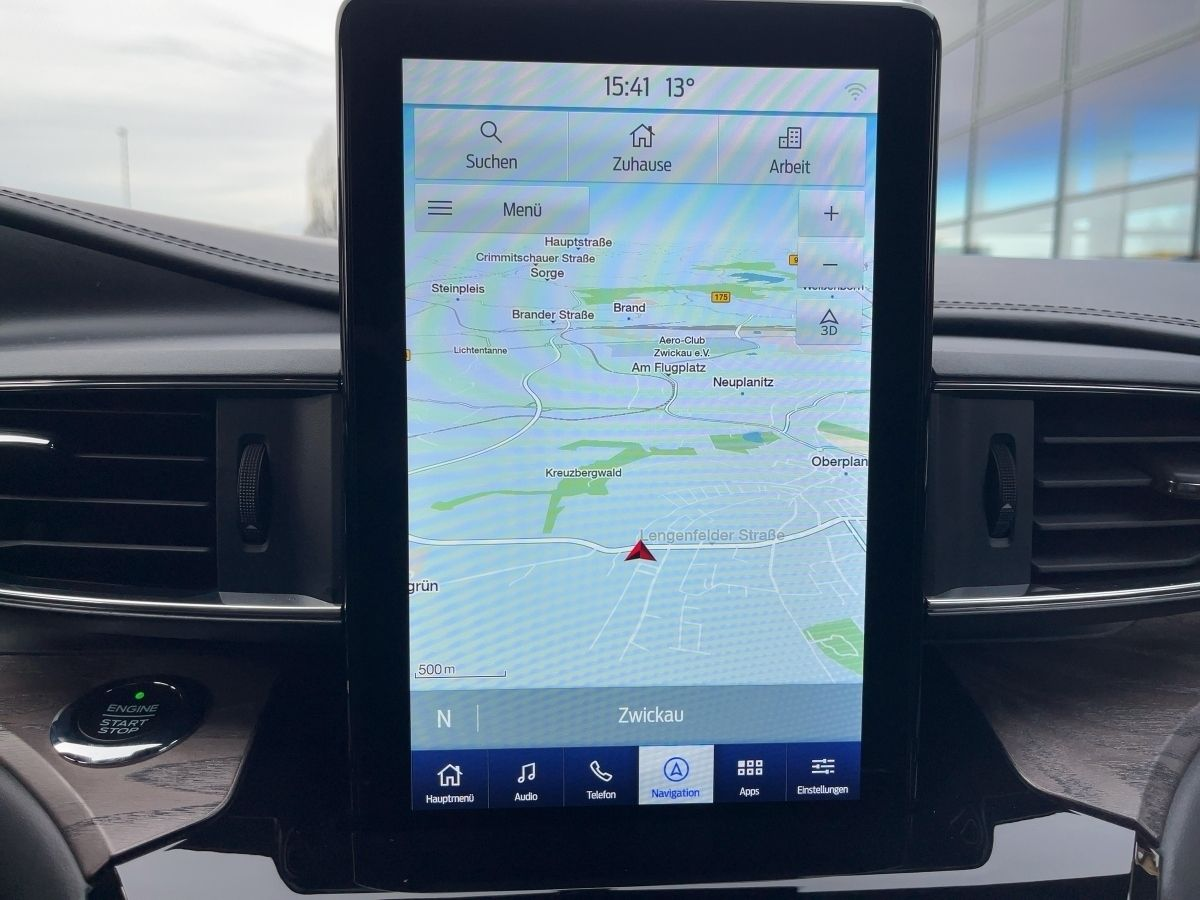 15:41 13°
Suchen
Zuhause
Arbeit
Menü
+
Hauptstraße
Crimmitschauer Straße
Sorge
−
Steinpleis
175
Brand
Brander Straße
3D
Aero-Club
Zwickau e.V.
Lichtentanne
Am Flugplatz
Neuplanitz
Oberplan
Kreuzbergwald
Lengenfelder Straße
grün
500 m
ENGINE
START
STOP
N
Zwickau
Hauptmenü
Audio
Telefon
Navigation
Apps
Einstellungen